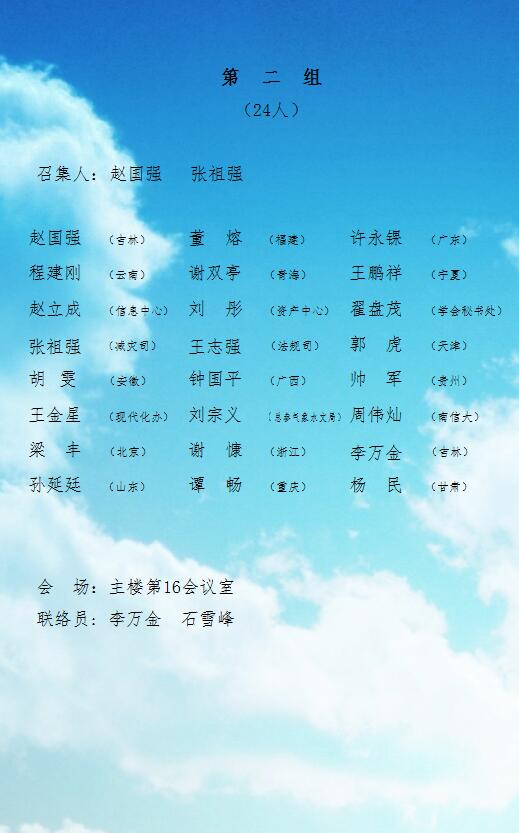 第 二 组
（24人）
召集人：赵国强 张祖强
赵国强 （吉林） 董 熔 （福建） 许永锞 （广东）
程建刚 （云南） 谢双亭 （青海） 王鹏祥 （宁夏）
赵立成 （信息中心） 刘 彤 （资产中心） 翟盘茂 （学会秘书处）
张祖强 （减灾司） 王志强 （法规司） 郭 虎 （天津）
胡 雯 （安徽） 钟国平 （广西） 帅 军 （贵州）
王金星 （现代化办） 刘宗义 （总参气象水文局） 周伟灿 （南信大）
梁 丰 （北京） 谢 慷 （浙江） 李万金 （吉林）
孙延廷 （山东） 谭 畅 （重庆） 杨 民 （甘肃）
会 场：主楼第16会议室
联络员：李万金 石雪峰